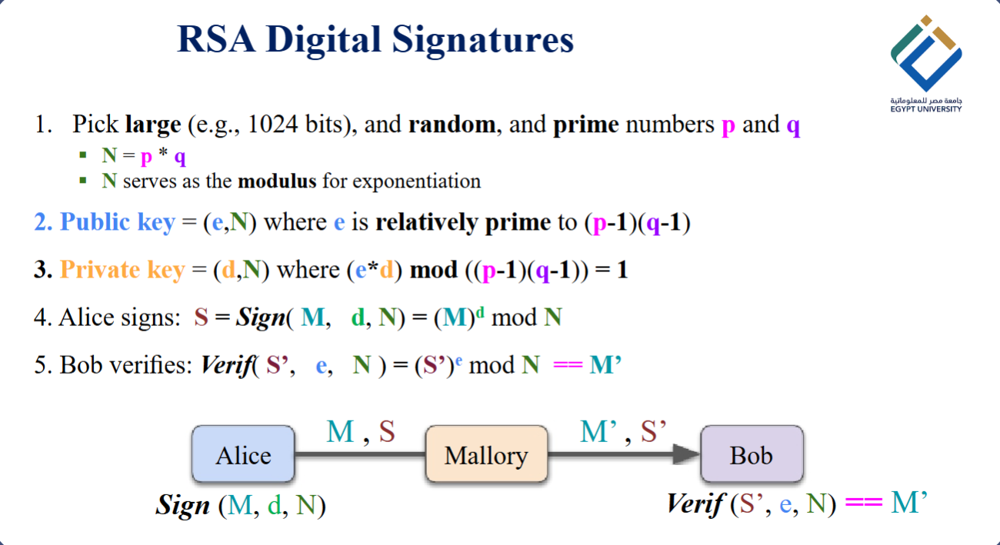 RSA Digital Signatures
جامعة مصر للمعلوماتية
EGYPT UNIVERSITY
1. Pick large (e.g., 1024 bits), and random, and prime numbers p and q
▪ N = p * q
▪ N serves as the modulus for exponentiation
2. Public key = (e,N) where e is relatively prime to (p-1)(q-1)
3. Private key = (d,N) where (e*d) mod ((p-1)(q-1)) = 1
4. Alice signs: S = Sign( M, d, N) = (M)ᵈ mod N
5. Bob verifies: Verif( S’, e, N ) = (S’)ᵉ mod N == M’
M , S
M’ , S’
Alice
Mallory
Bob
Sign (M, d, N)
Verif (S’, e, N) == M’